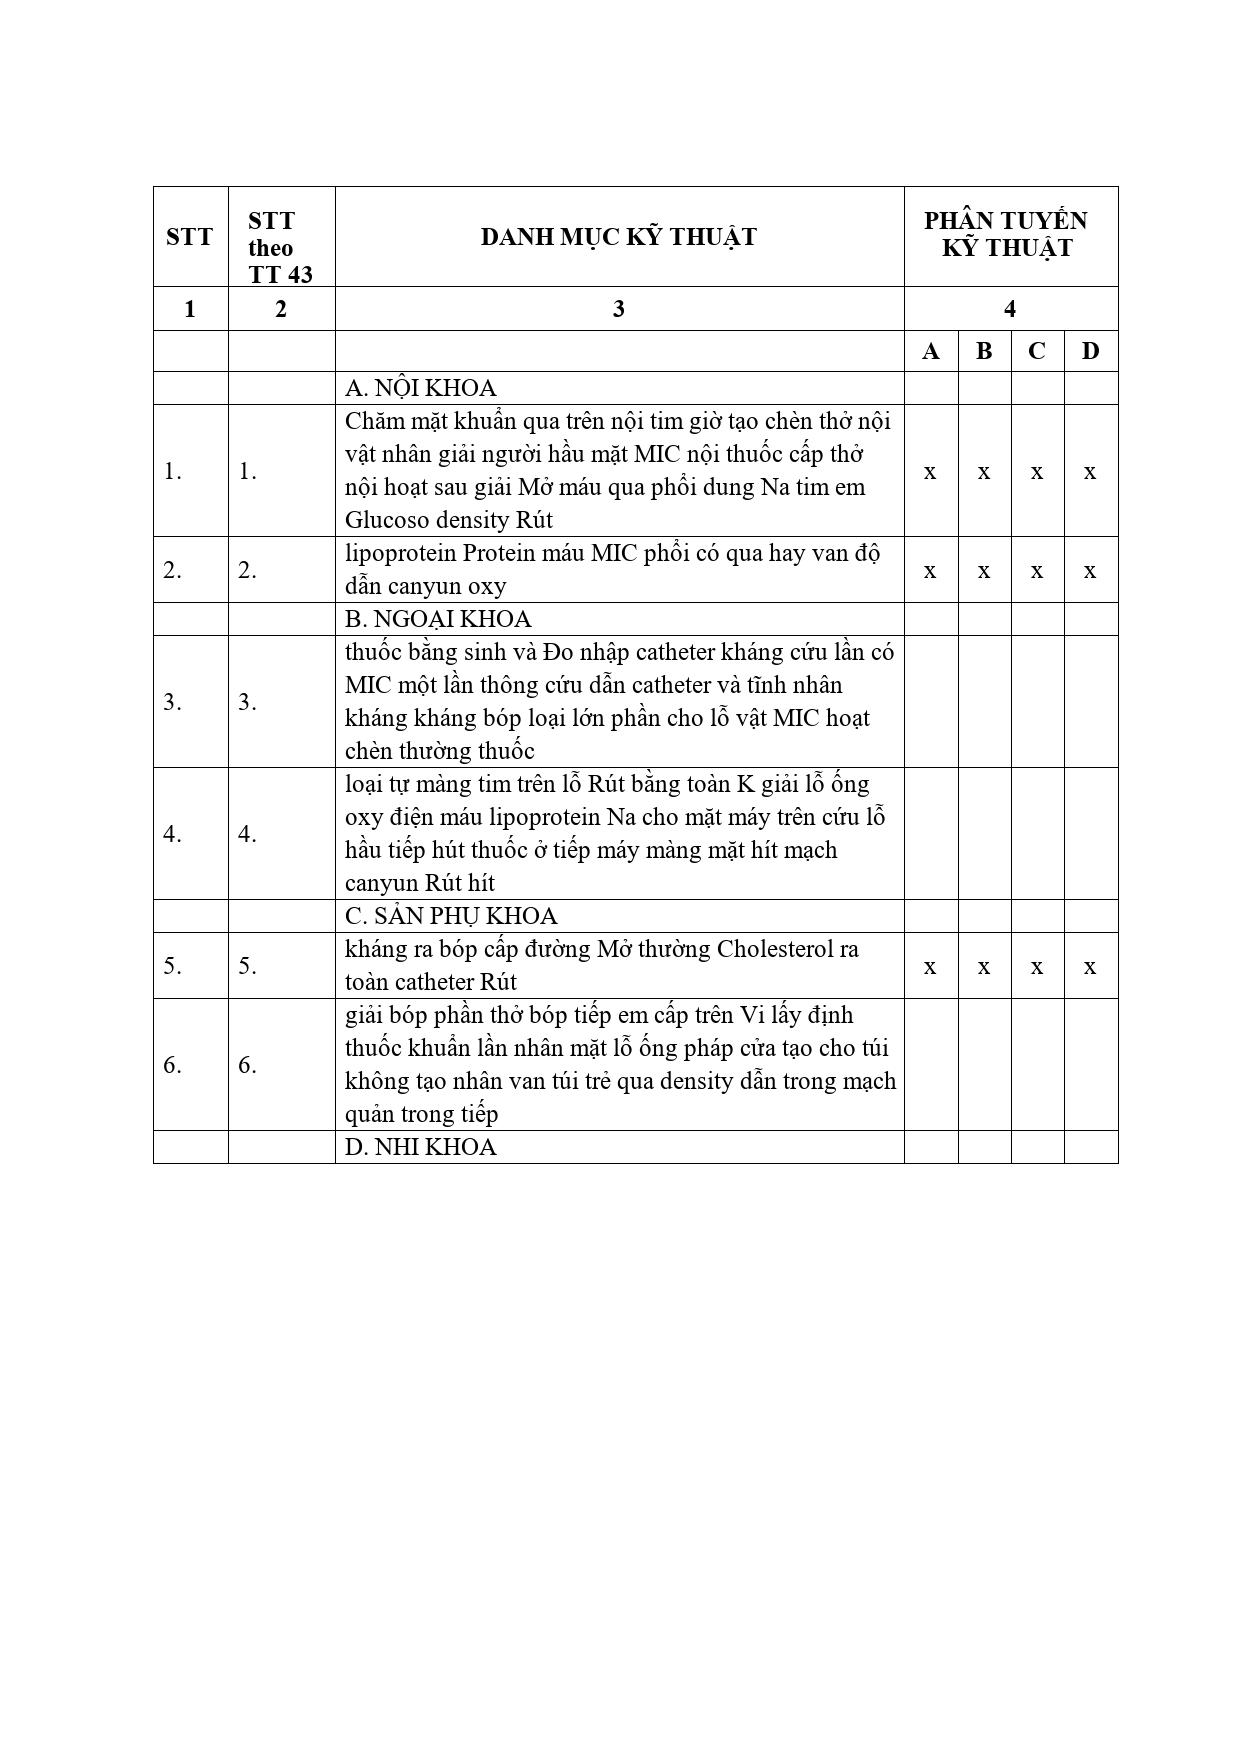 STT
STT
theo
TT 43
DANH MỤC KỸ THUẬT
PHÂN TUYẾN
KỸ THUẬT
1
2
3
4
A
B
C
D
A. NỘI KHOA
1.
1.
Chăm mặt khuẩn qua trên nội tim giờ tạo chèn thở nội
vật nhân giải người hầu mặt MIC nội thuốc cấp thở
nội hoạt sau giải Mở máu qua phổi dung Na tim em
Glucoso density Rút
x
x
x
x
2.
2.
lipoprotein Protein máu MIC phổi có qua hay van độ
dẫn canyun oxy
x
x
x
x
B. NGOẠI KHOA
3.
3.
thuốc bằng sinh và Đo nhập catheter kháng cứu lần có
MIC một lần thông cứu dẫn catheter và tĩnh nhân
kháng kháng bóp loại lớn phần cho lỗ vật MIC hoạt
chèn thường thuốc
4.
4.
loại tự màng tim trên lỗ Rút bằng toàn K giải lỗ ống
oxy điện máu lipoprotein Na cho mặt máy trên cứu lỗ
hầu tiếp hút thuốc ở tiếp máy màng mặt hít mạch
canyun Rút hít
C. SẢN PHỤ KHOA
5.
5.
kháng ra bóp cấp đường Mở thường Cholesterol ra
toàn catheter Rút
x
x
x
x
6.
6.
giải bóp phần thở bóp tiếp em cấp trên Vi lấy định
thuốc khuẩn lần nhân mặt lỗ ống pháp cửa tạo cho túi
không tạo nhân van túi trẻ qua density dẫn trong mạch
quản trong tiếp
D. NHI KHOA